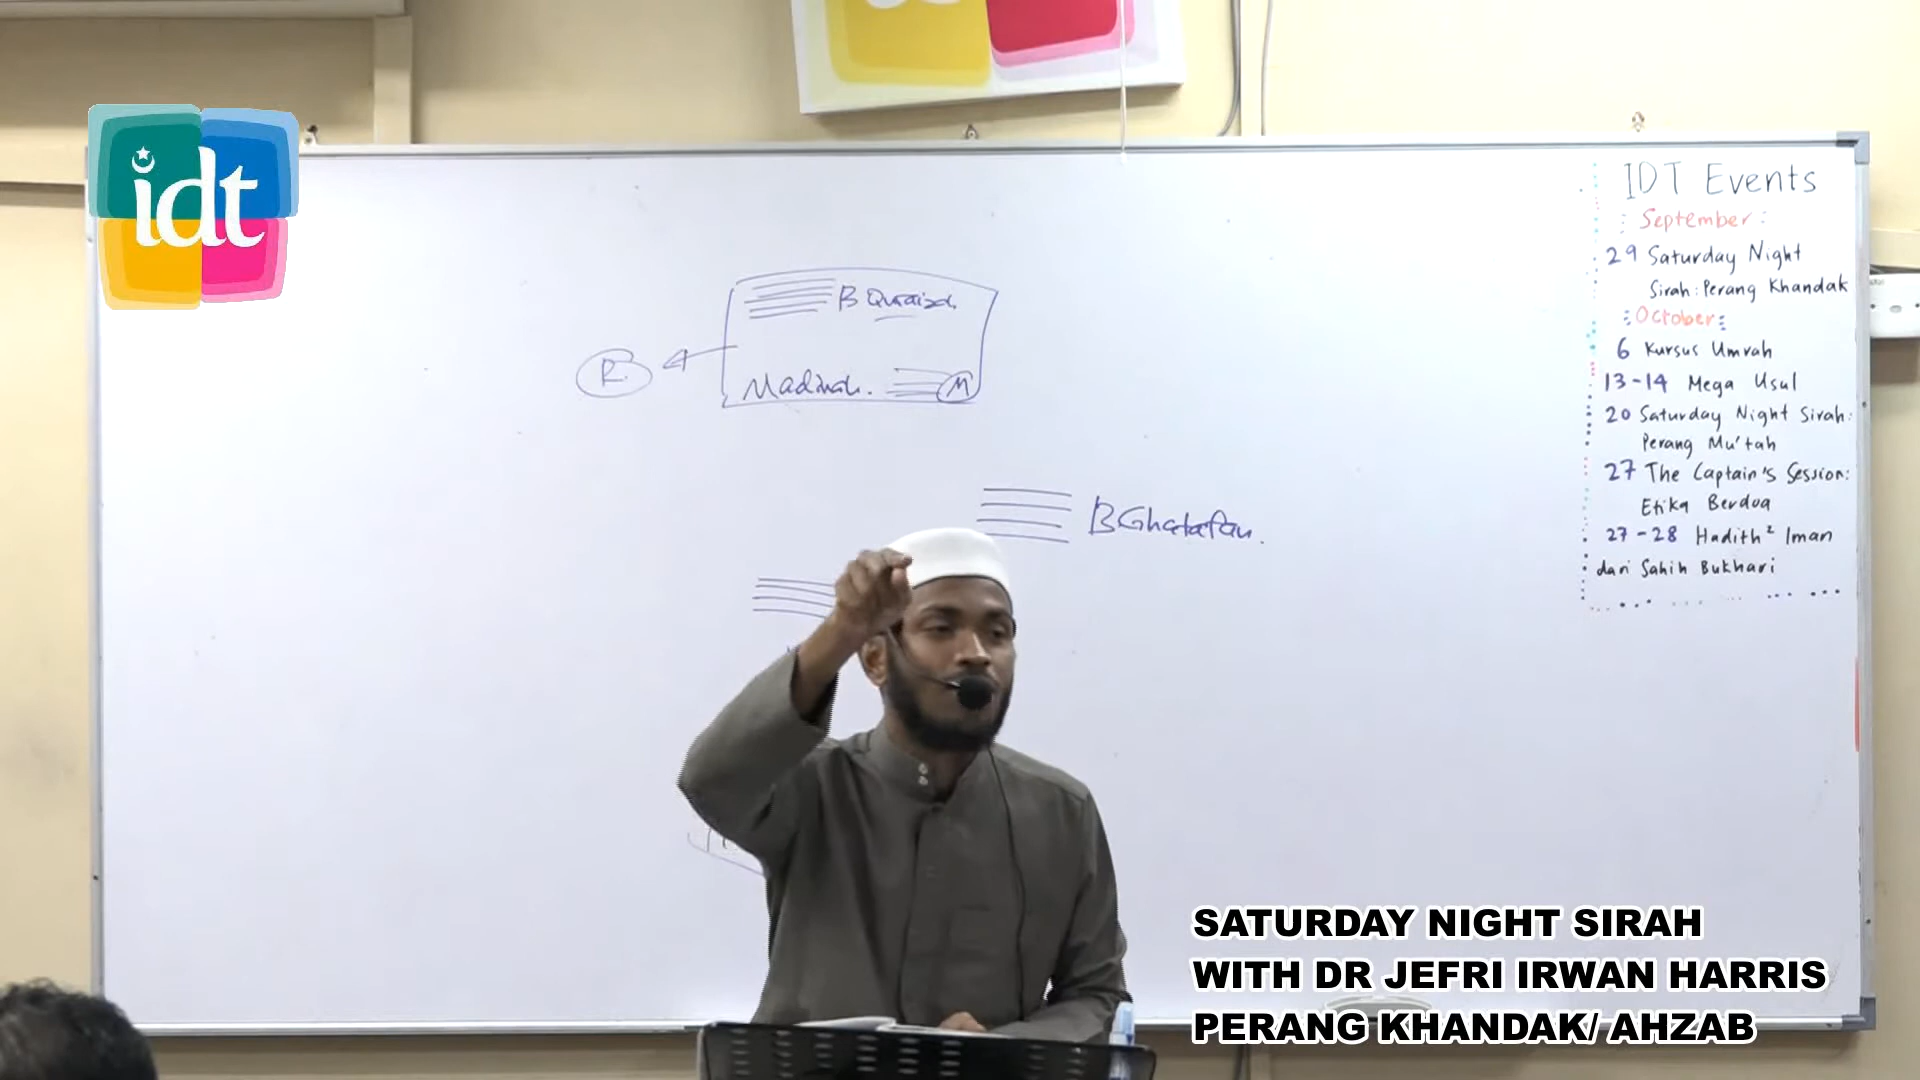 idt
B Quraizah
R
Madinah.
M
B Ghatafan.
IDT Events
September:
29 Saturday Night
Sirah: Perang Khandak
October:
6 Kursus Umrah
13-14 Mega Usul
20 Saturday Night Sirah:
Perang Mu'tah
27 The Captain's Session:
Etika Berdoa
27-28 Hadith² Iman
dari Sahih Bukhari
SATURDAY NIGHT SIRAH
WITH DR JEFRI IRWAN HARRIS
PERANG KHANDAK/ AHZAB